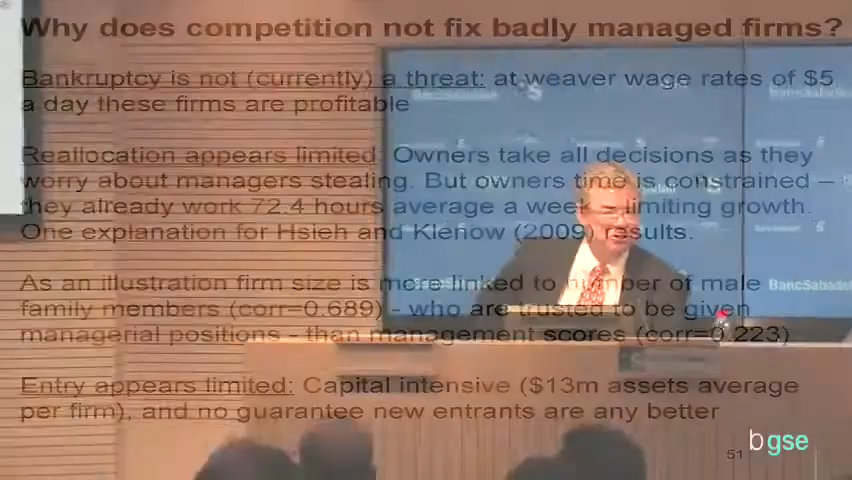 Why does competition not fix badly managed firms?
Bankruptcy is not (currently) a threat: at weaver wage rates of $5
a day these firms are profitable
Reallocation appears limited: Owners take all decisions as they
worry about managers stealing. But owners time is constrained –
they already work 72.4 hours average a week – limiting growth.
One explanation for Hsieh and Klenow (2009) results.
As an illustration firm size is more linked to number of male
family members (corr=0.689) - who are trusted to be given
managerial positions - than management scores (corr=0.223)
Entry appears limited: Capital intensive ($13m assets average
per firm), and no guarantee new entrants are any better
BancSabadell
51
bgse